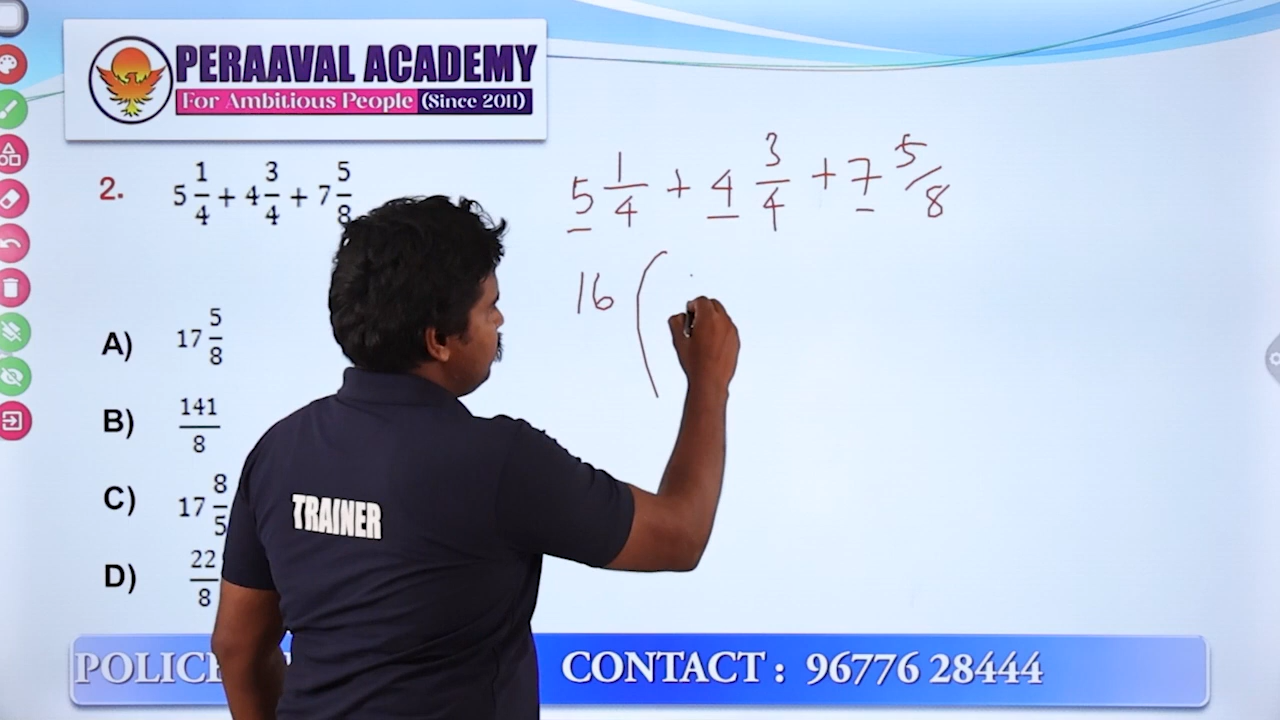 PERAAVAL ACADEMY
For Ambitious People (Since 2011)
2. 5 1/4 + 4 3/4 + 7 5/8
5 1/4 + 4 3/4 + 7 5/8
16 (
A) 17 5/8
B) 141/8
C) 17 8/5
D) 22/8
TRAINER
POLICE
CONTACT : 96776 28444